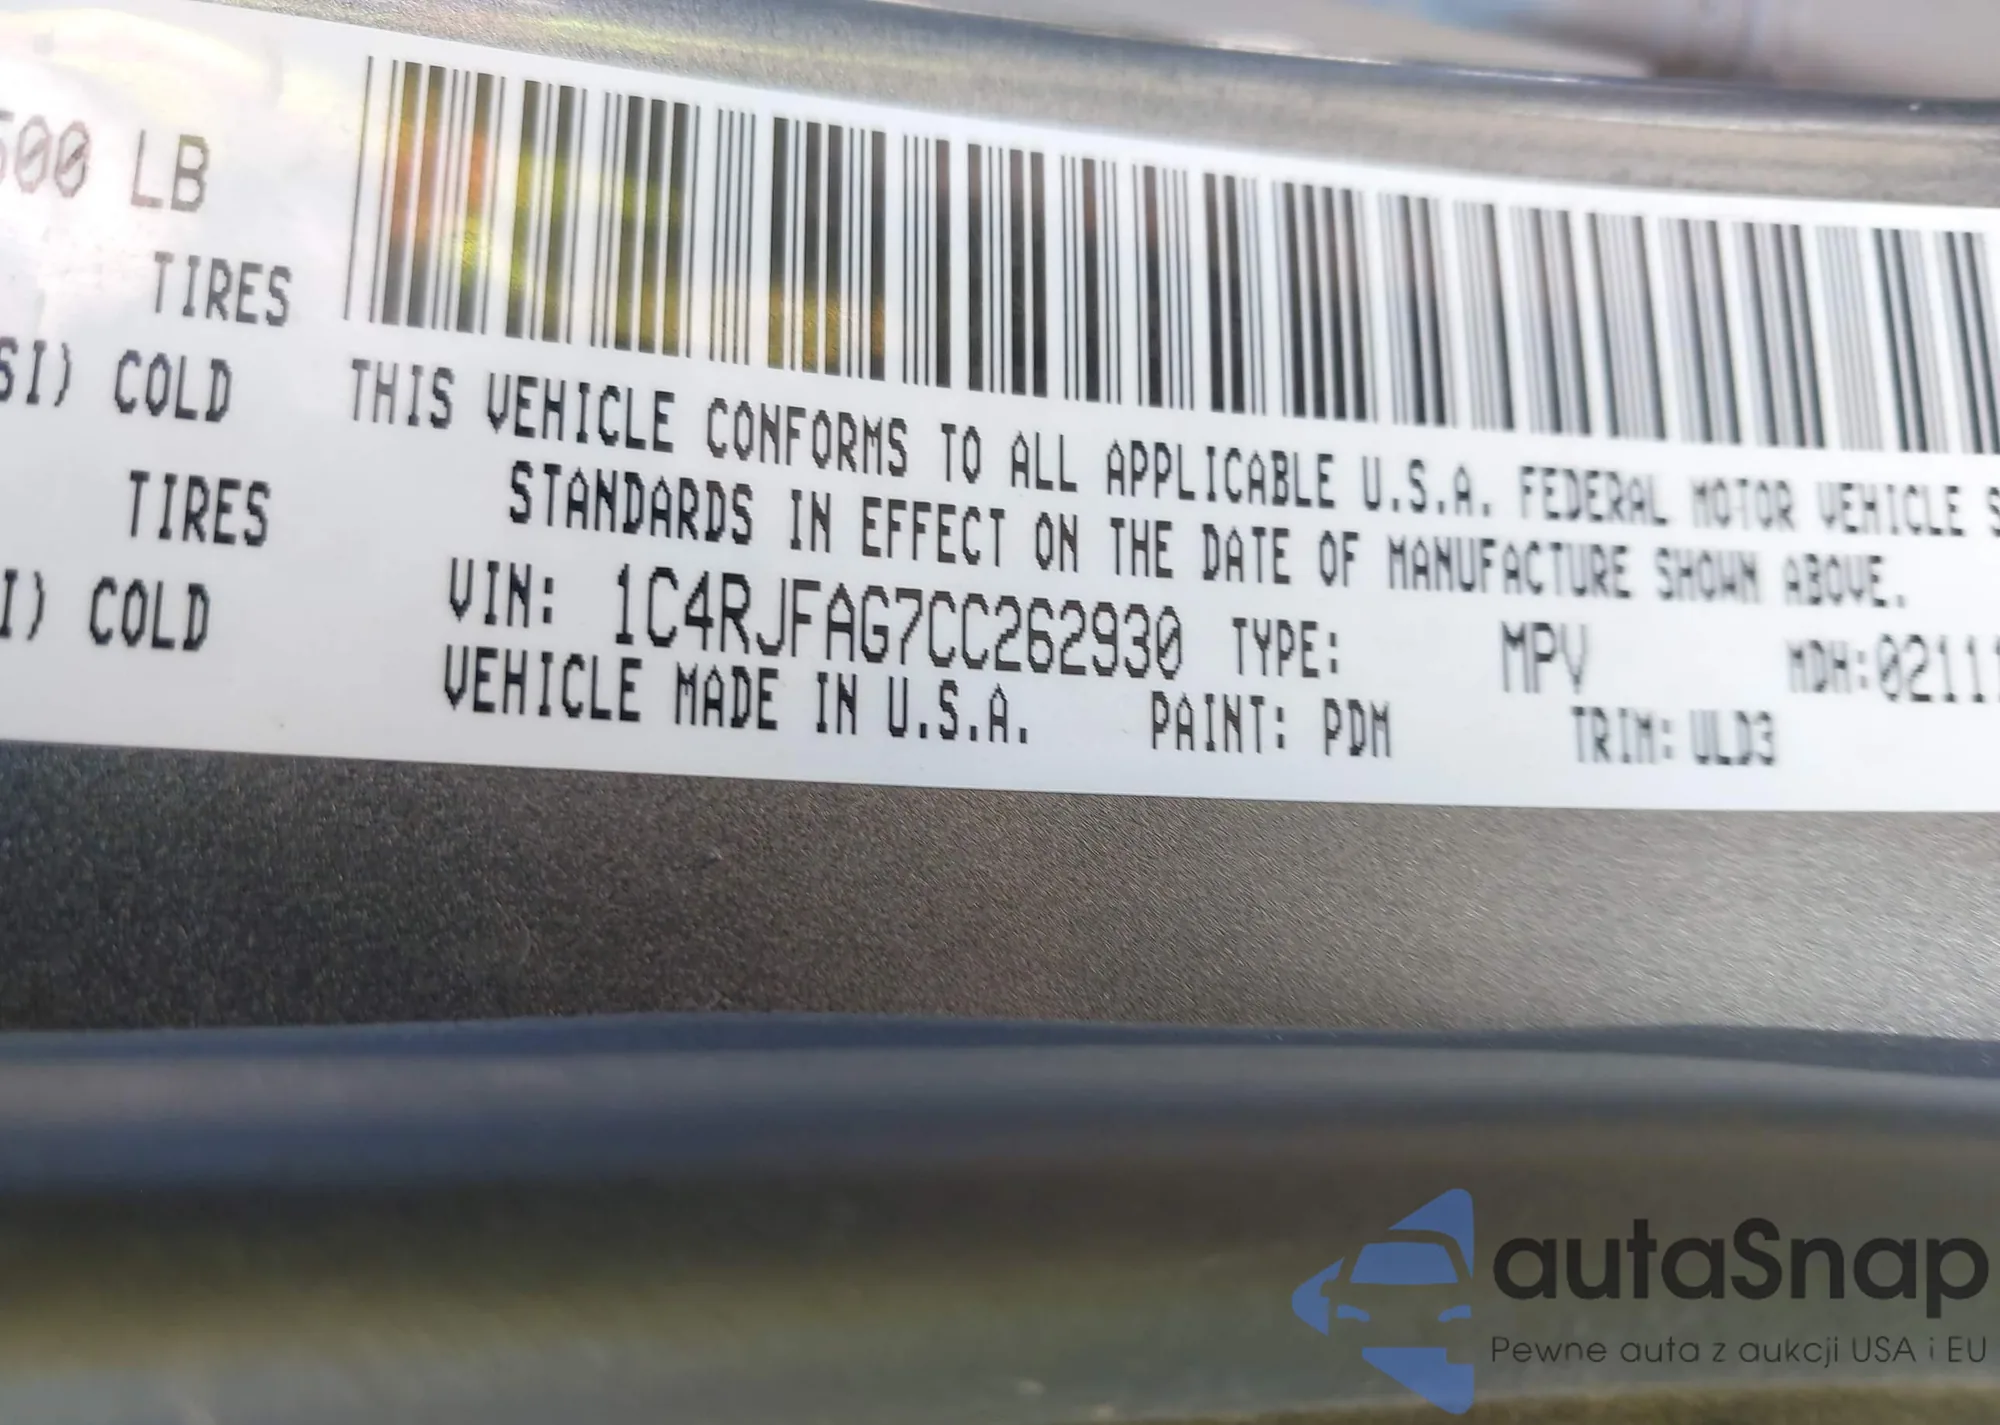 500 LB
TIRES
SI) COLD
TIRES
I) COLD
THIS VEHICLE CONFORMS TO ALL APPLICABLE U.S.A. FEDERAL MOTOR VEHICLE S
STANDARDS IN EFFECT ON THE DATE OF MANUFACTURE SHOWN ABOVE.
VIN: 1C4RJFAG7CC262930 TYPE: MPV MDH:02111
VEHICLE MADE IN U.S.A. PAINT: PDM TRIM: ULD3
autaSnap
Pewne auta z aukcji USA i EU